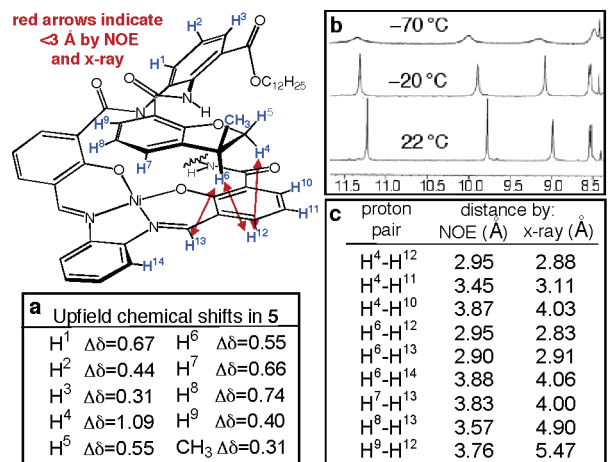 red arrows indicate
<3 Å by NOE
and x-ray
H² H³
H¹ O
O OC₁₂H₂₅
O N N H
H⁹ O CH₃ H⁵
H⁸ H⁴
H⁷ H N H⁶ O
O Ni O H¹⁰
N N H¹¹
H¹³ H¹²
H¹⁴
a Upfield chemical shifts in 5
H¹ Δδ=0.67 H⁶ Δδ=0.55
H² Δδ=0.44 H⁷ Δδ=0.66
H³ Δδ=0.31 H⁸ Δδ=0.74
H⁴ Δδ=1.09 H⁹ Δδ=0.40
H⁵ Δδ=0.55 CH₃ Δδ=0.31
b
−70 °C
−20 °C
22 °C
11.5 11.0 10.5 10.0 9.5 9.0 8.5
c proton distance by:
pair NOE (Å) x-ray (Å)
H⁴-H¹² 2.95 2.88
H⁴-H¹¹ 3.45 3.11
H⁴-H¹⁰ 3.87 4.03
H⁶-H¹² 2.95 2.83
H⁶-H¹³ 2.90 2.91
H⁶-H¹⁴ 3.88 4.06
H⁷-H¹³ 3.83 4.00
H⁸-H¹³ 3.57 4.90
H⁹-H¹² 3.76 5.47